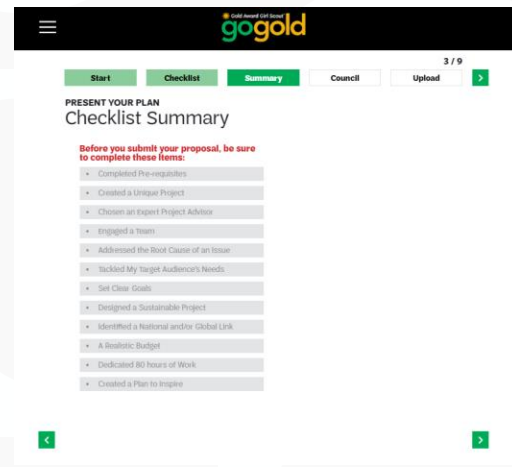 Gold Award Girl Scout
gogold
3 / 9
Start Checklist Summary Council Upload
PRESENT YOUR PLAN
Checklist Summary
Before you submit your proposal, be sure
to complete these items:
• Completed Pre-requisites
• Created a Unique Project
• Chosen an Expert Project Advisor
• Engaged a Team
• Addressed the Root Cause of an Issue
• Tackled My Target Audience's Needs
• Set Clear Goals
• Designed a Sustainable Project
• Identified a National and/or Global Link
• A Realistic Budget
• Dedicated 80 hours of Work
• Created a Plan to Inspire